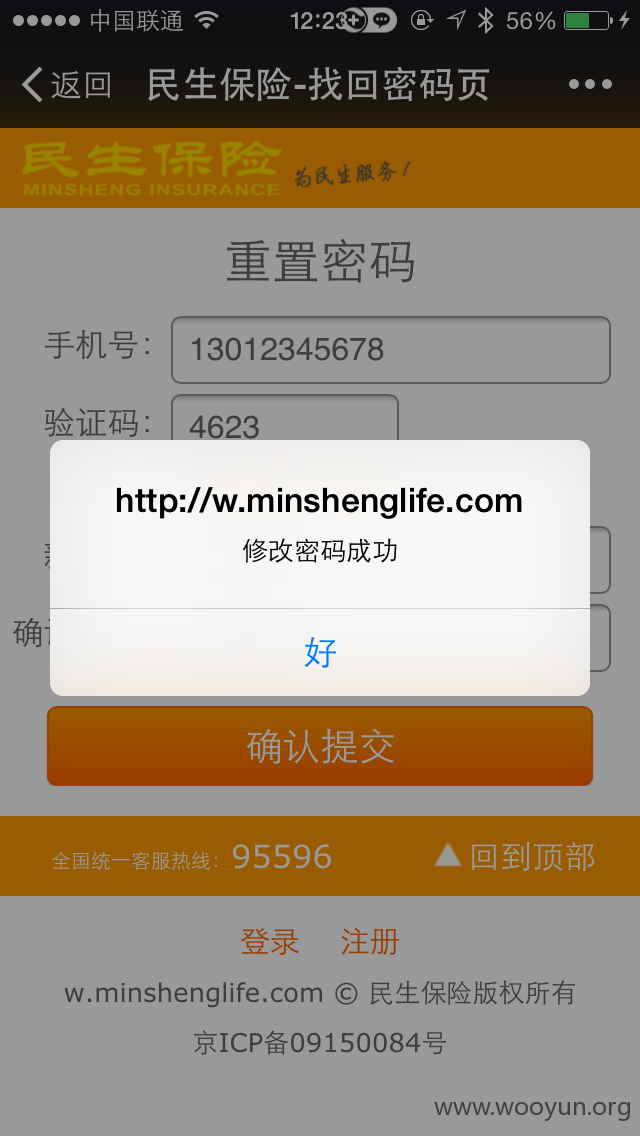 中国联通 12:23 56%
返回 民生保险-找回密码页
民生保险 为民生服务!
MINSHENG INSURANCE
重置密码
手机号: 13012345678
验证码: 4623
http://w.minshenglife.com
修改密码成功
确
好
确认提交
全国统一客服热线: 95596 回到顶部
登录 注册
w.minshenglife.com © 民生保险版权所有
京ICP备09150084号
www.wooyun.org